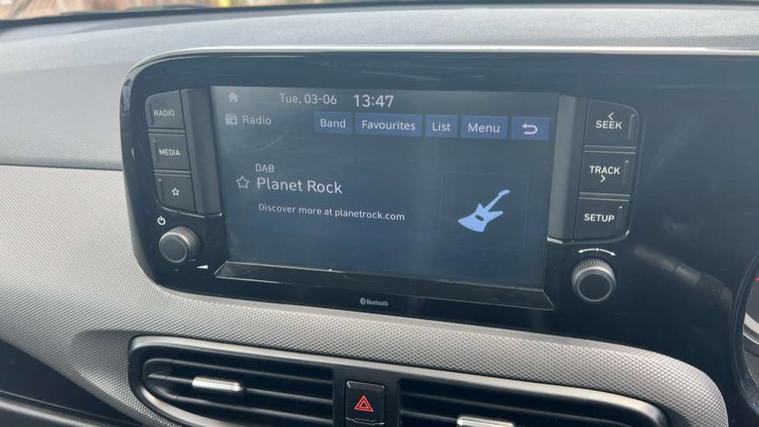 Tue, 03-06 13:47
Radio Band Favourites List Menu
DAB
Planet Rock
Discover more at planetrock.com
RADIO
MEDIA
SEEK
TRACK
SETUP
Bluetooth